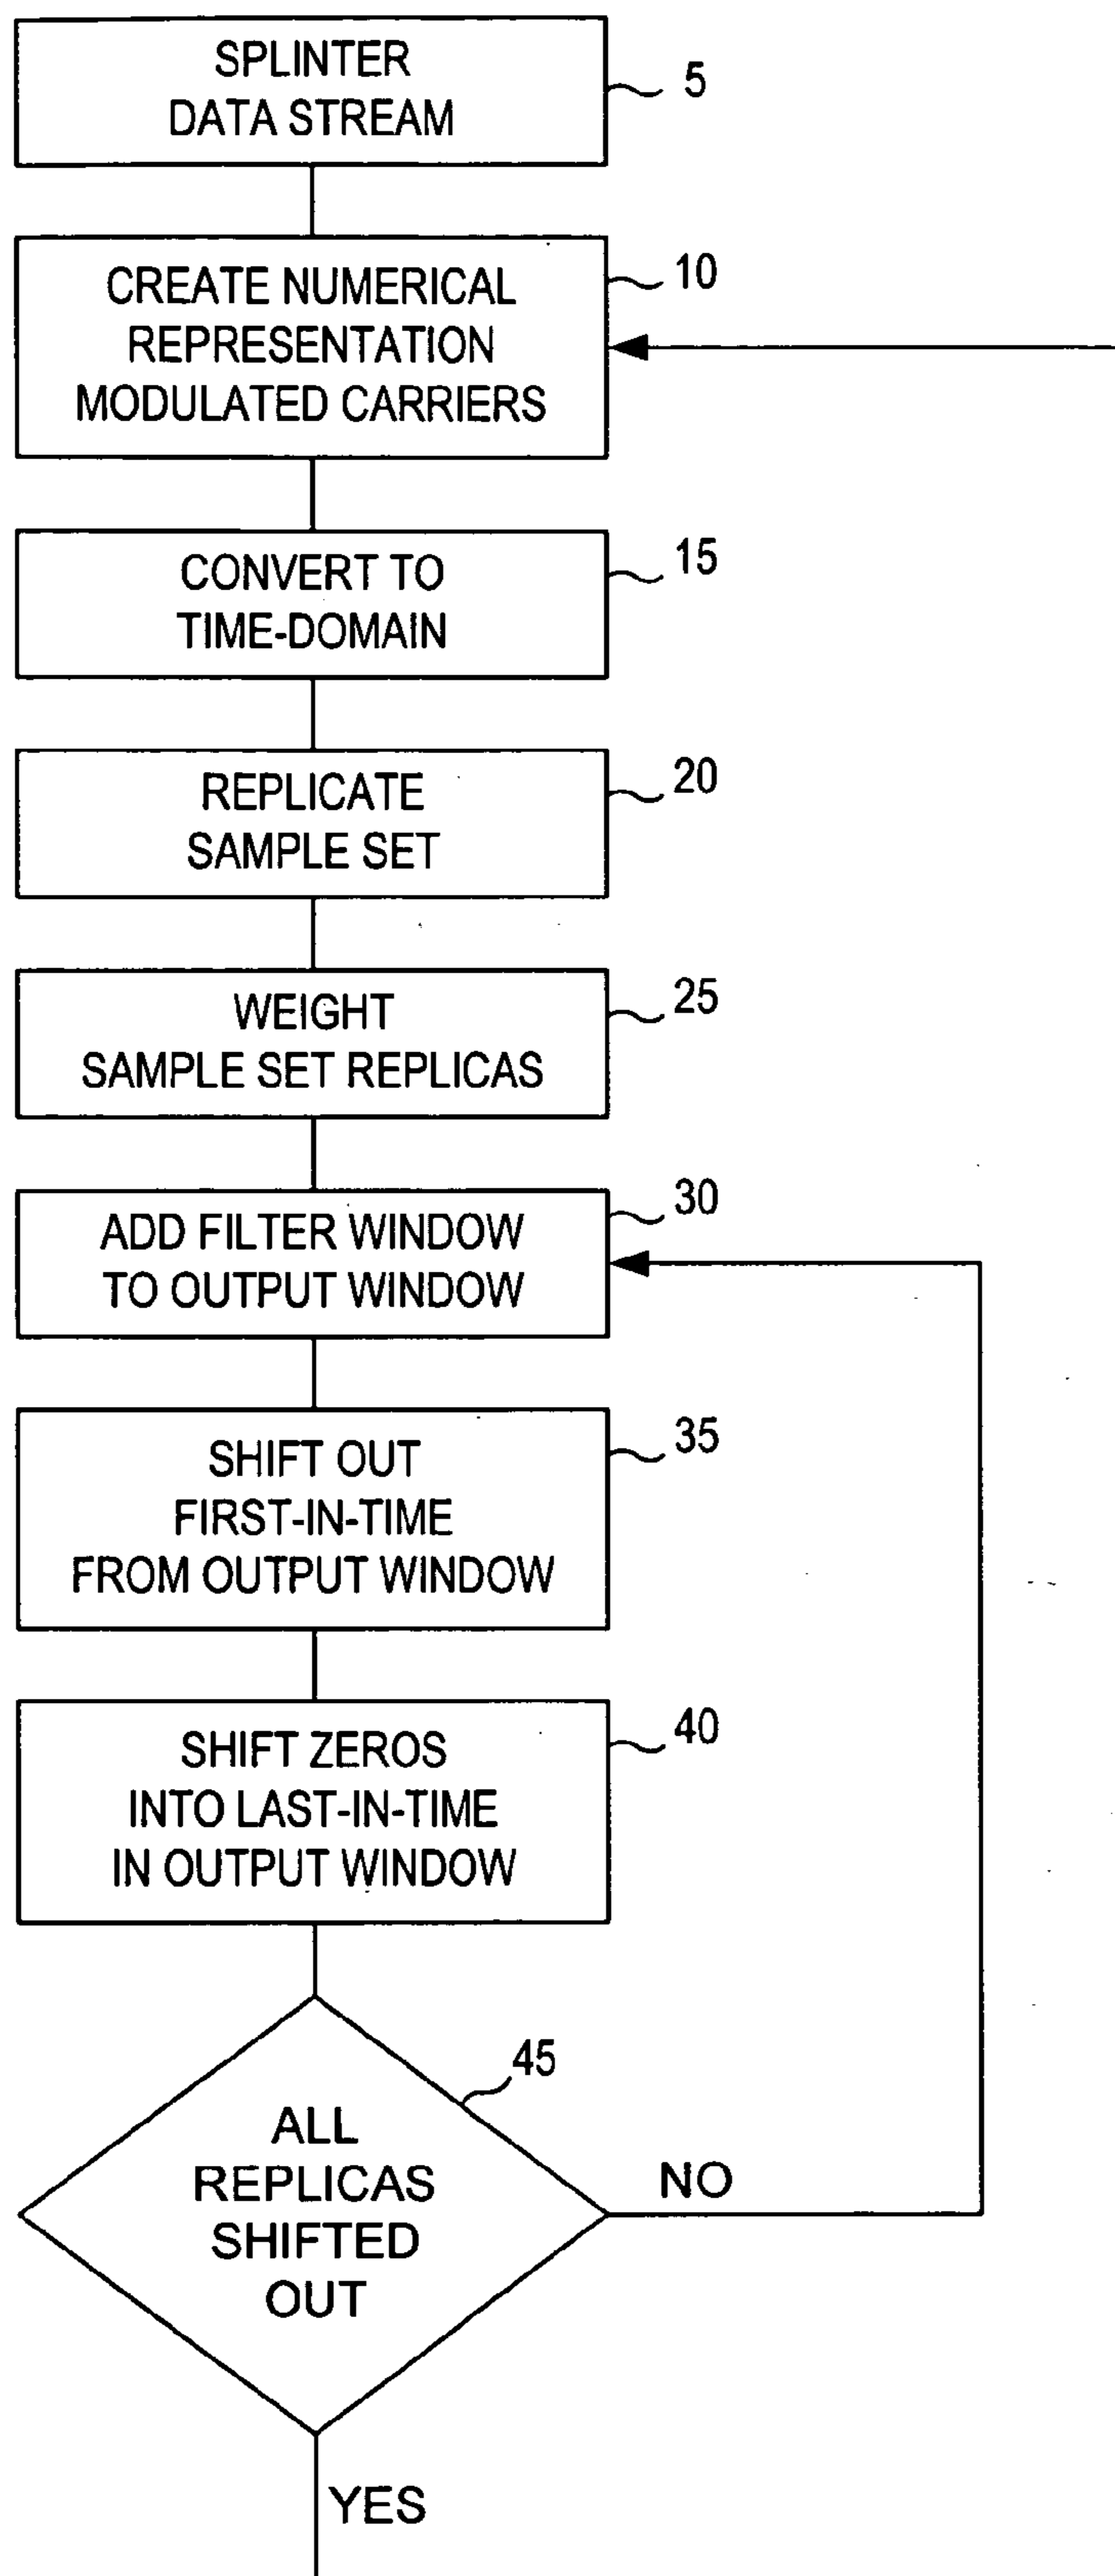 SPLINTER
DATA STREAM
5
CREATE NUMERICAL
REPRESENTATION
MODULATED CARRIERS
10
CONVERT TO
TIME-DOMAIN
15
REPLICATE
SAMPLE SET
20
WEIGHT
SAMPLE SET REPLICAS
25
ADD FILTER WINDOW
TO OUTPUT WINDOW
30
SHIFT OUT
FIRST-IN-TIME
FROM OUTPUT WINDOW
35
SHIFT ZEROS
INTO LAST-IN-TIME
IN OUTPUT WINDOW
40
ALL
REPLICAS
SHIFTED
OUT
45
NO
YES